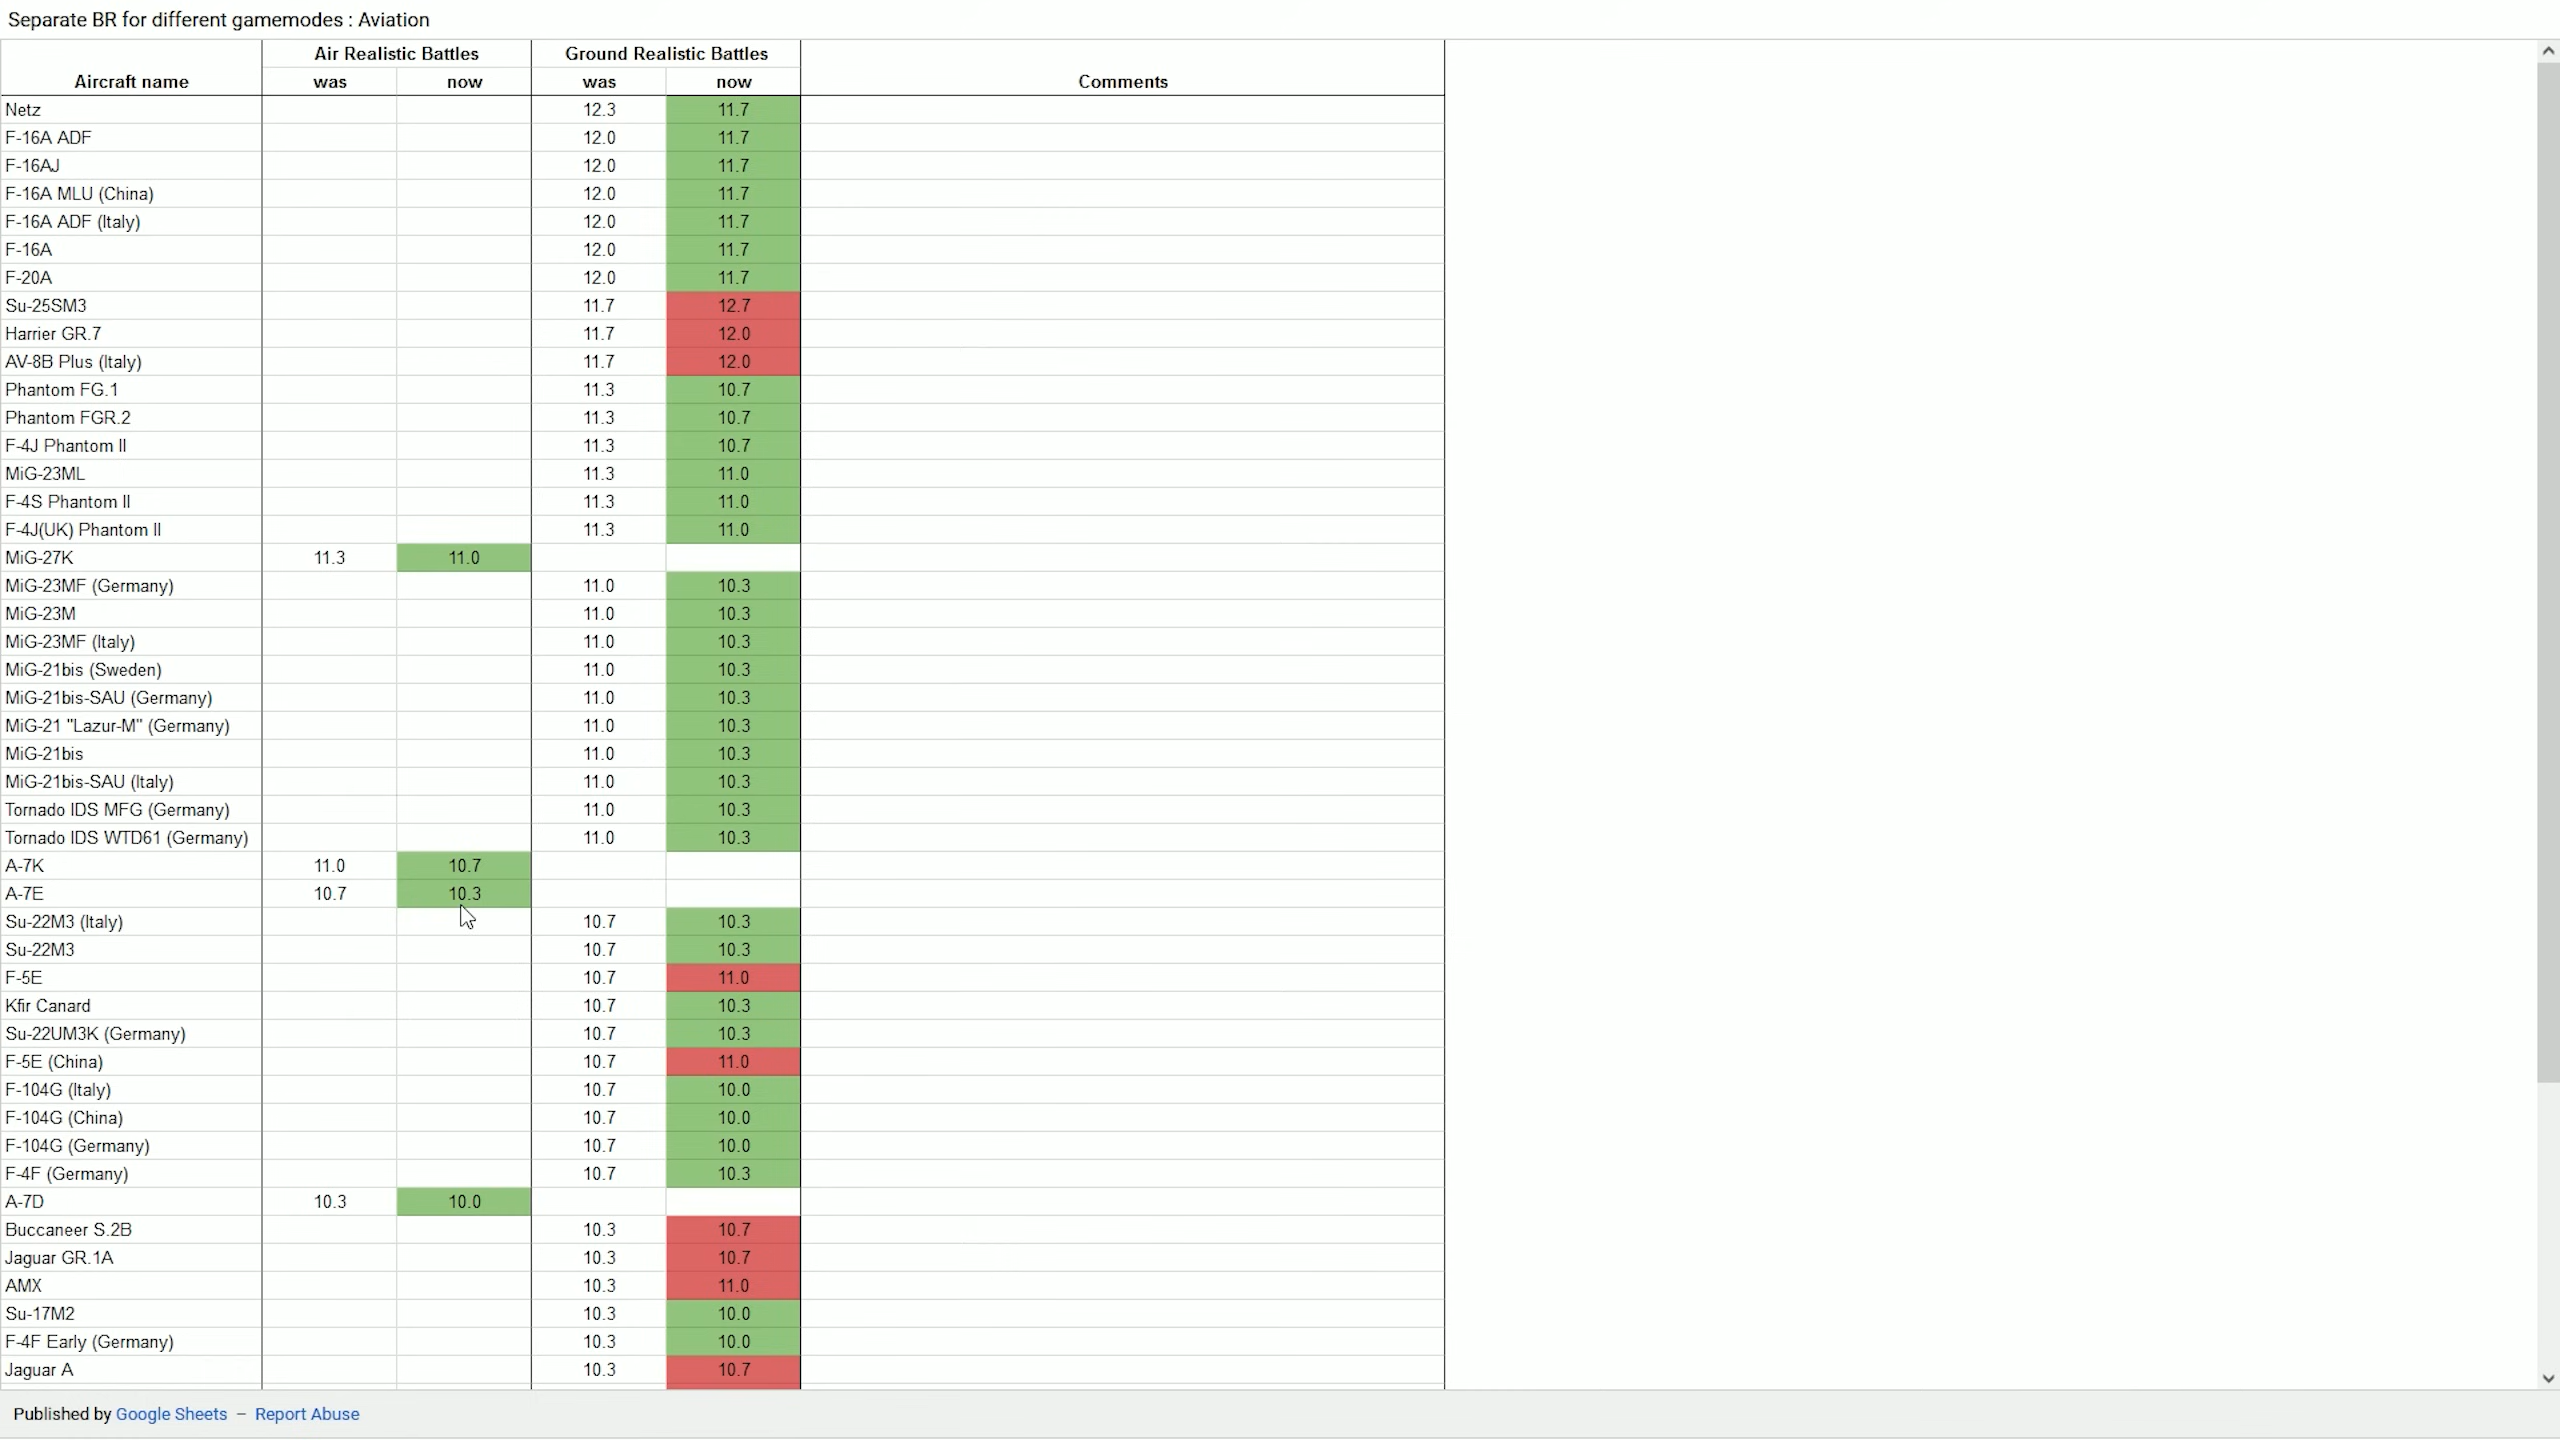 Separate BR for different gamemodes : Aviation
Air Realistic Battles Ground Realistic Battles
Aircraft name was now was now Comments
Netz 12.3 11.7
F-16A ADF 12.0 11.7
F-16AJ 12.0 11.7
F-16A MLU (China) 12.0 11.7
F-16A ADF (Italy) 12.0 11.7
F-16A 12.0 11.7
F-20A 12.0 11.7
Su-25SM3 11.7 12.7
Harrier GR.7 11.7 12.0
AV-8B Plus (Italy) 11.7 12.0
Phantom FG.1 11.3 10.7
Phantom FGR.2 11.3 10.7
F-4J Phantom II 11.3 10.7
MiG-23ML 11.3 11.0
F-4S Phantom II 11.3 11.0
F-4J(UK) Phantom II 11.3 11.0
MiG-27K 11.3 11.0
MiG-23MF (Germany) 11.0 10.3
MiG-23M 11.0 10.3
MiG-23MF (Italy) 11.0 10.3
MiG-21bis (Sweden) 11.0 10.3
MiG-21bis-SAU (Germany) 11.0 10.3
MiG-21 "Lazur-M" (Germany) 11.0 10.3
MiG-21bis 11.0 10.3
MiG-21bis-SAU (Italy) 11.0 10.3
Tornado IDS MFG (Germany) 11.0 10.3
Tornado IDS WTD61 (Germany) 11.0 10.3
A-7K 11.0 10.7
A-7E 10.7 10.3
Su-22M3 (Italy) 10.7 10.3
Su-22M3 10.7 10.3
F-5E 10.7 11.0
Kfir Canard 10.7 10.3
Su-22UM3K (Germany) 10.7 10.3
F-5E (China) 10.7 11.0
F-104G (Italy) 10.7 10.0
F-104G (China) 10.7 10.0
F-104G (Germany) 10.7 10.0
F-4F (Germany) 10.7 10.3
A-7D 10.3 10.0
Buccaneer S.2B 10.3 10.7
Jaguar GR.1A 10.3 10.7
AMX 10.3 11.0
Su-17M2 10.3 10.0
F-4F Early (Germany) 10.3 10.0
Jaguar A 10.3 10.7
Published by Google Sheets – Report Abuse